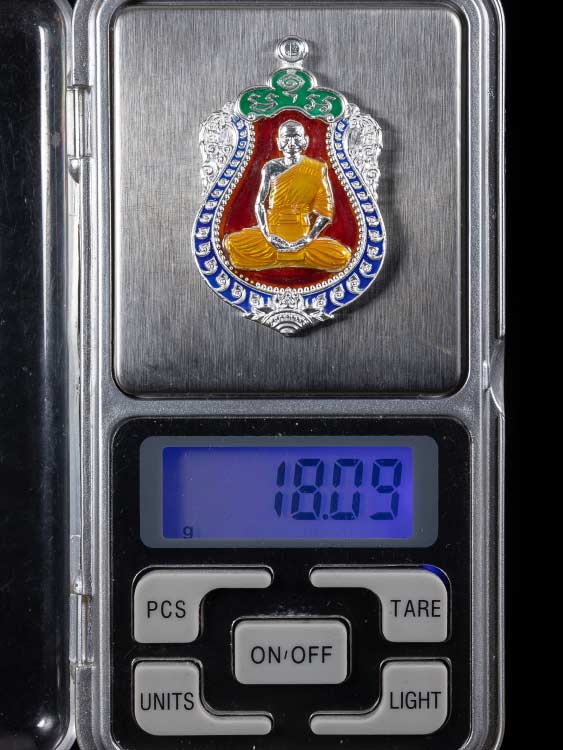 18.09
g
PCS
TARE
ON/OFF
UNITS
LIGHT